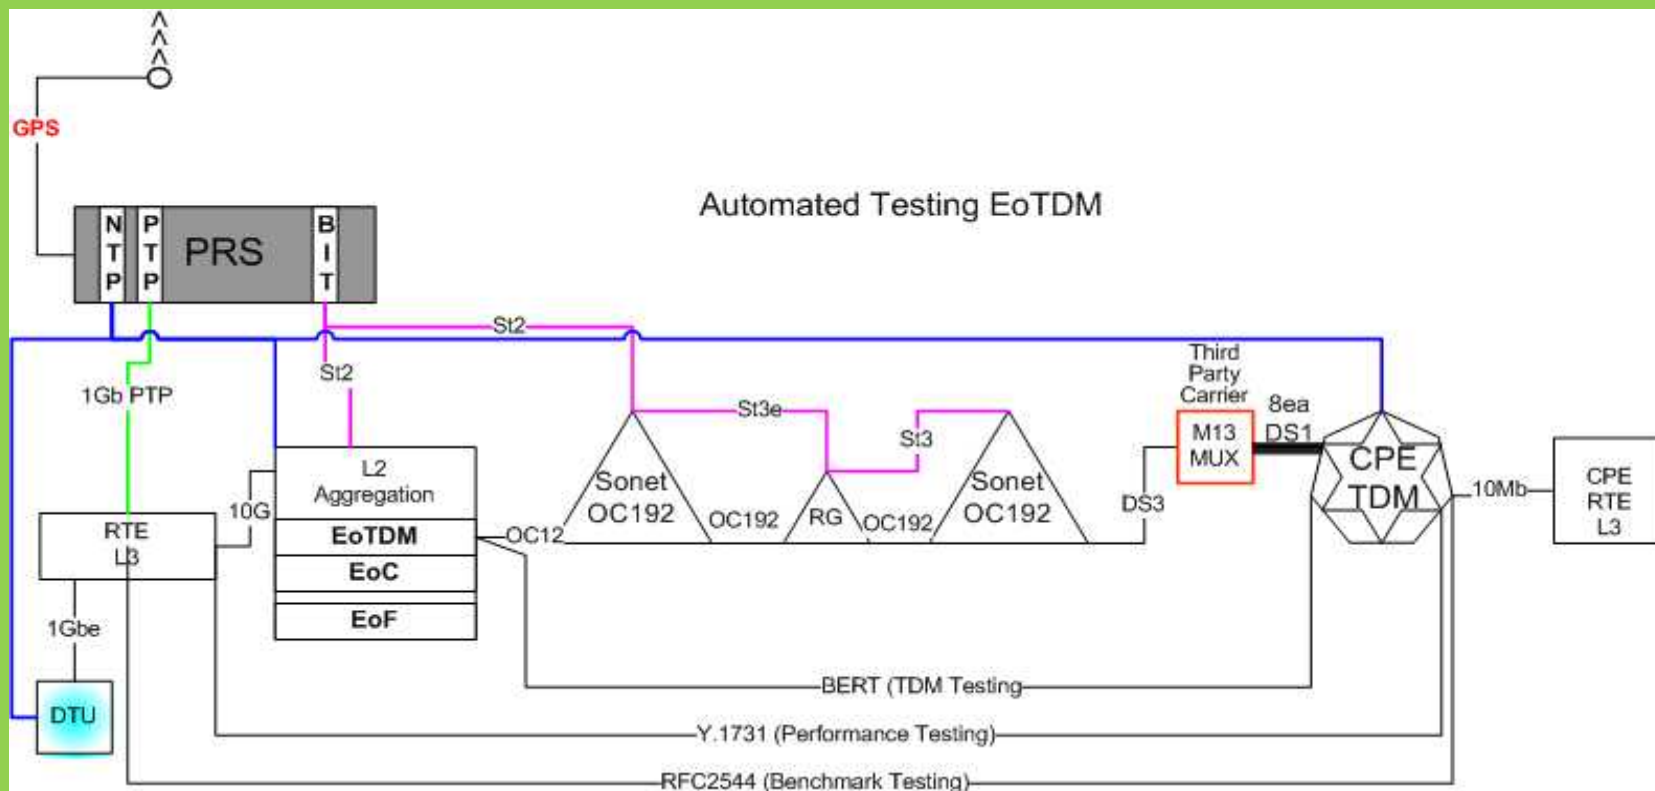 GPS
N
T
P
P
T
P
PRS
B
I
T
Automated Testing EoTDM
St2
St2
1Gb PTP
St3e
St3
Third
Party
Carrier
M13
MUX
8ea
DS1
CPE
TDM
10Mb
CPE
RTE
L3
L2
Aggregation
10G
EoTDM
EoC
EoF
OC12
Sonet
OC192
OC192
RG
OC192
Sonet
OC192
DS3
RTE
L3
1Gbe
DTU
BERT (TDM Testing
Y.1731 (Performance Testing)
RFC2544 (Benchmark Testing)